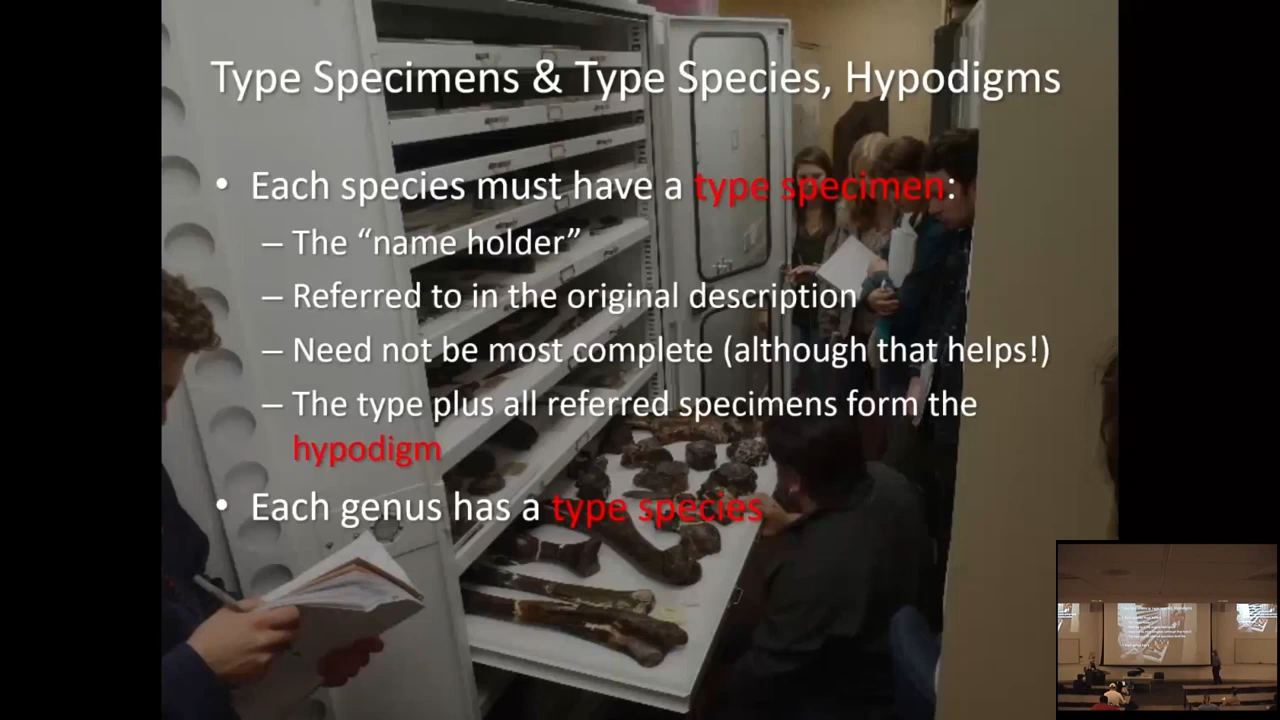 Type Specimens & Type Species, Hypodigms
• Each species must have a type specimen:
– The “name holder”
– Referred to in the original description
– Need not be most complete (although that helps!)
– The type plus all referred specimens form the
hypodigm
• Each genus has a type species